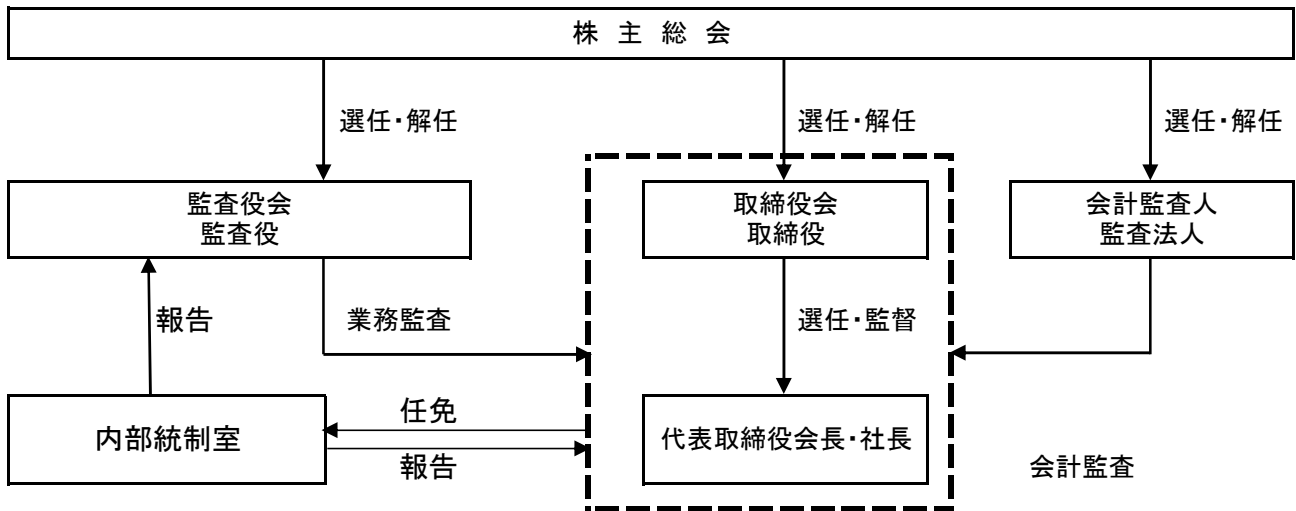 株 主 総 会
選任・解任
選任・解任
選任・解任
監査役会
監査役
取締役会
取締役
会計監査人
監査法人
報告
業務監査
選任・監督
内部統制室
任免
報告
代表取締役会長・社長
会計監査